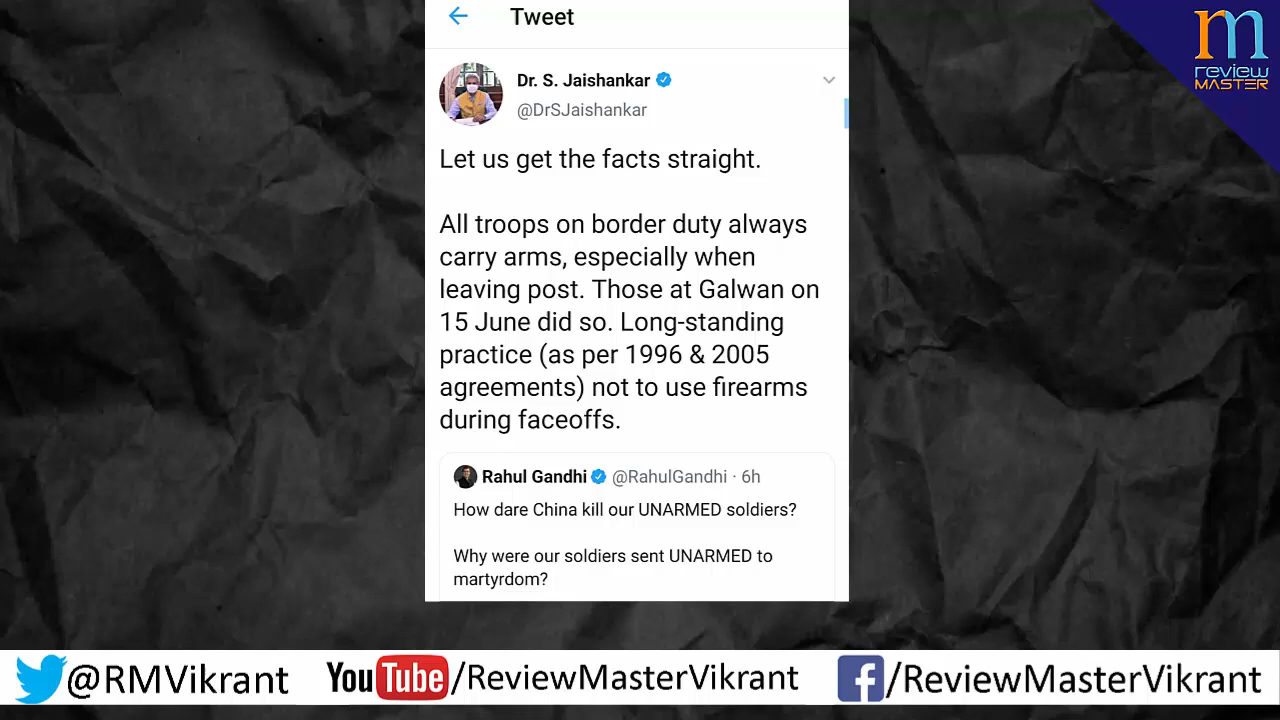 Tweet
rm
review
MASTER
Dr. S. Jaishankar
@DrSJaishankar
Let us get the facts straight.
All troops on border duty always
carry arms, especially when
leaving post. Those at Galwan on
15 June did so. Long-standing
practice (as per 1996 & 2005
agreements) not to use firearms
during faceoffs.
Rahul Gandhi @RahulGandhi · 6h
How dare China kill our UNARMED soldiers?
Why were our soldiers sent UNARMED to
martyrdom?
@RMVikrant YouTube/ReviewMasterVikrant f/ReviewMasterVikrant